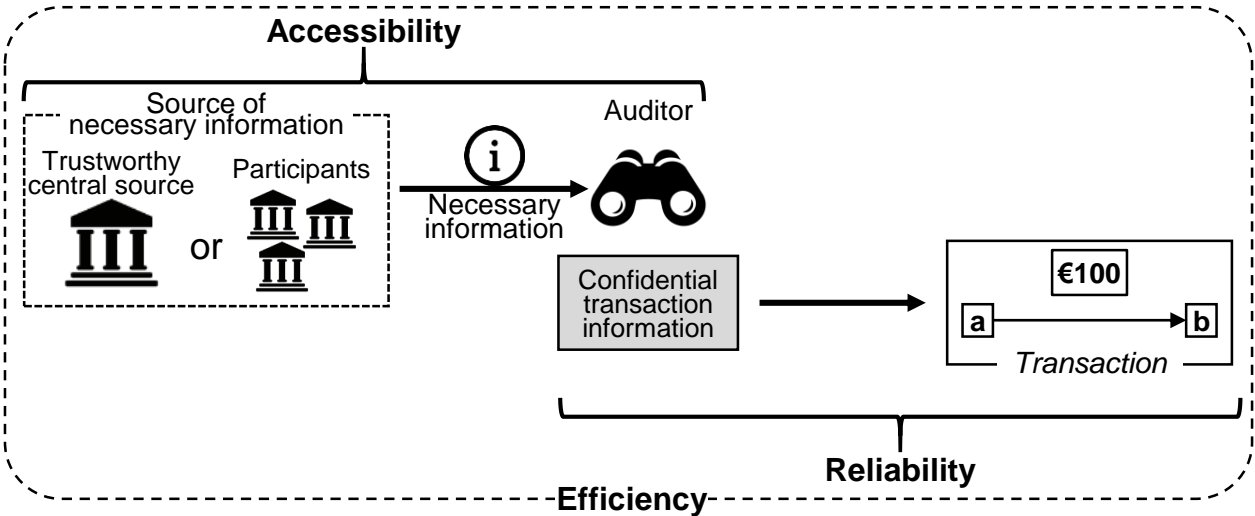 Accessibility
Source of
necessary information
Trustworthy
central source
or
Participants
i
Necessary
information
Auditor
Confidential
transaction
information
€100
a
b
Transaction
Reliability
Efficiency